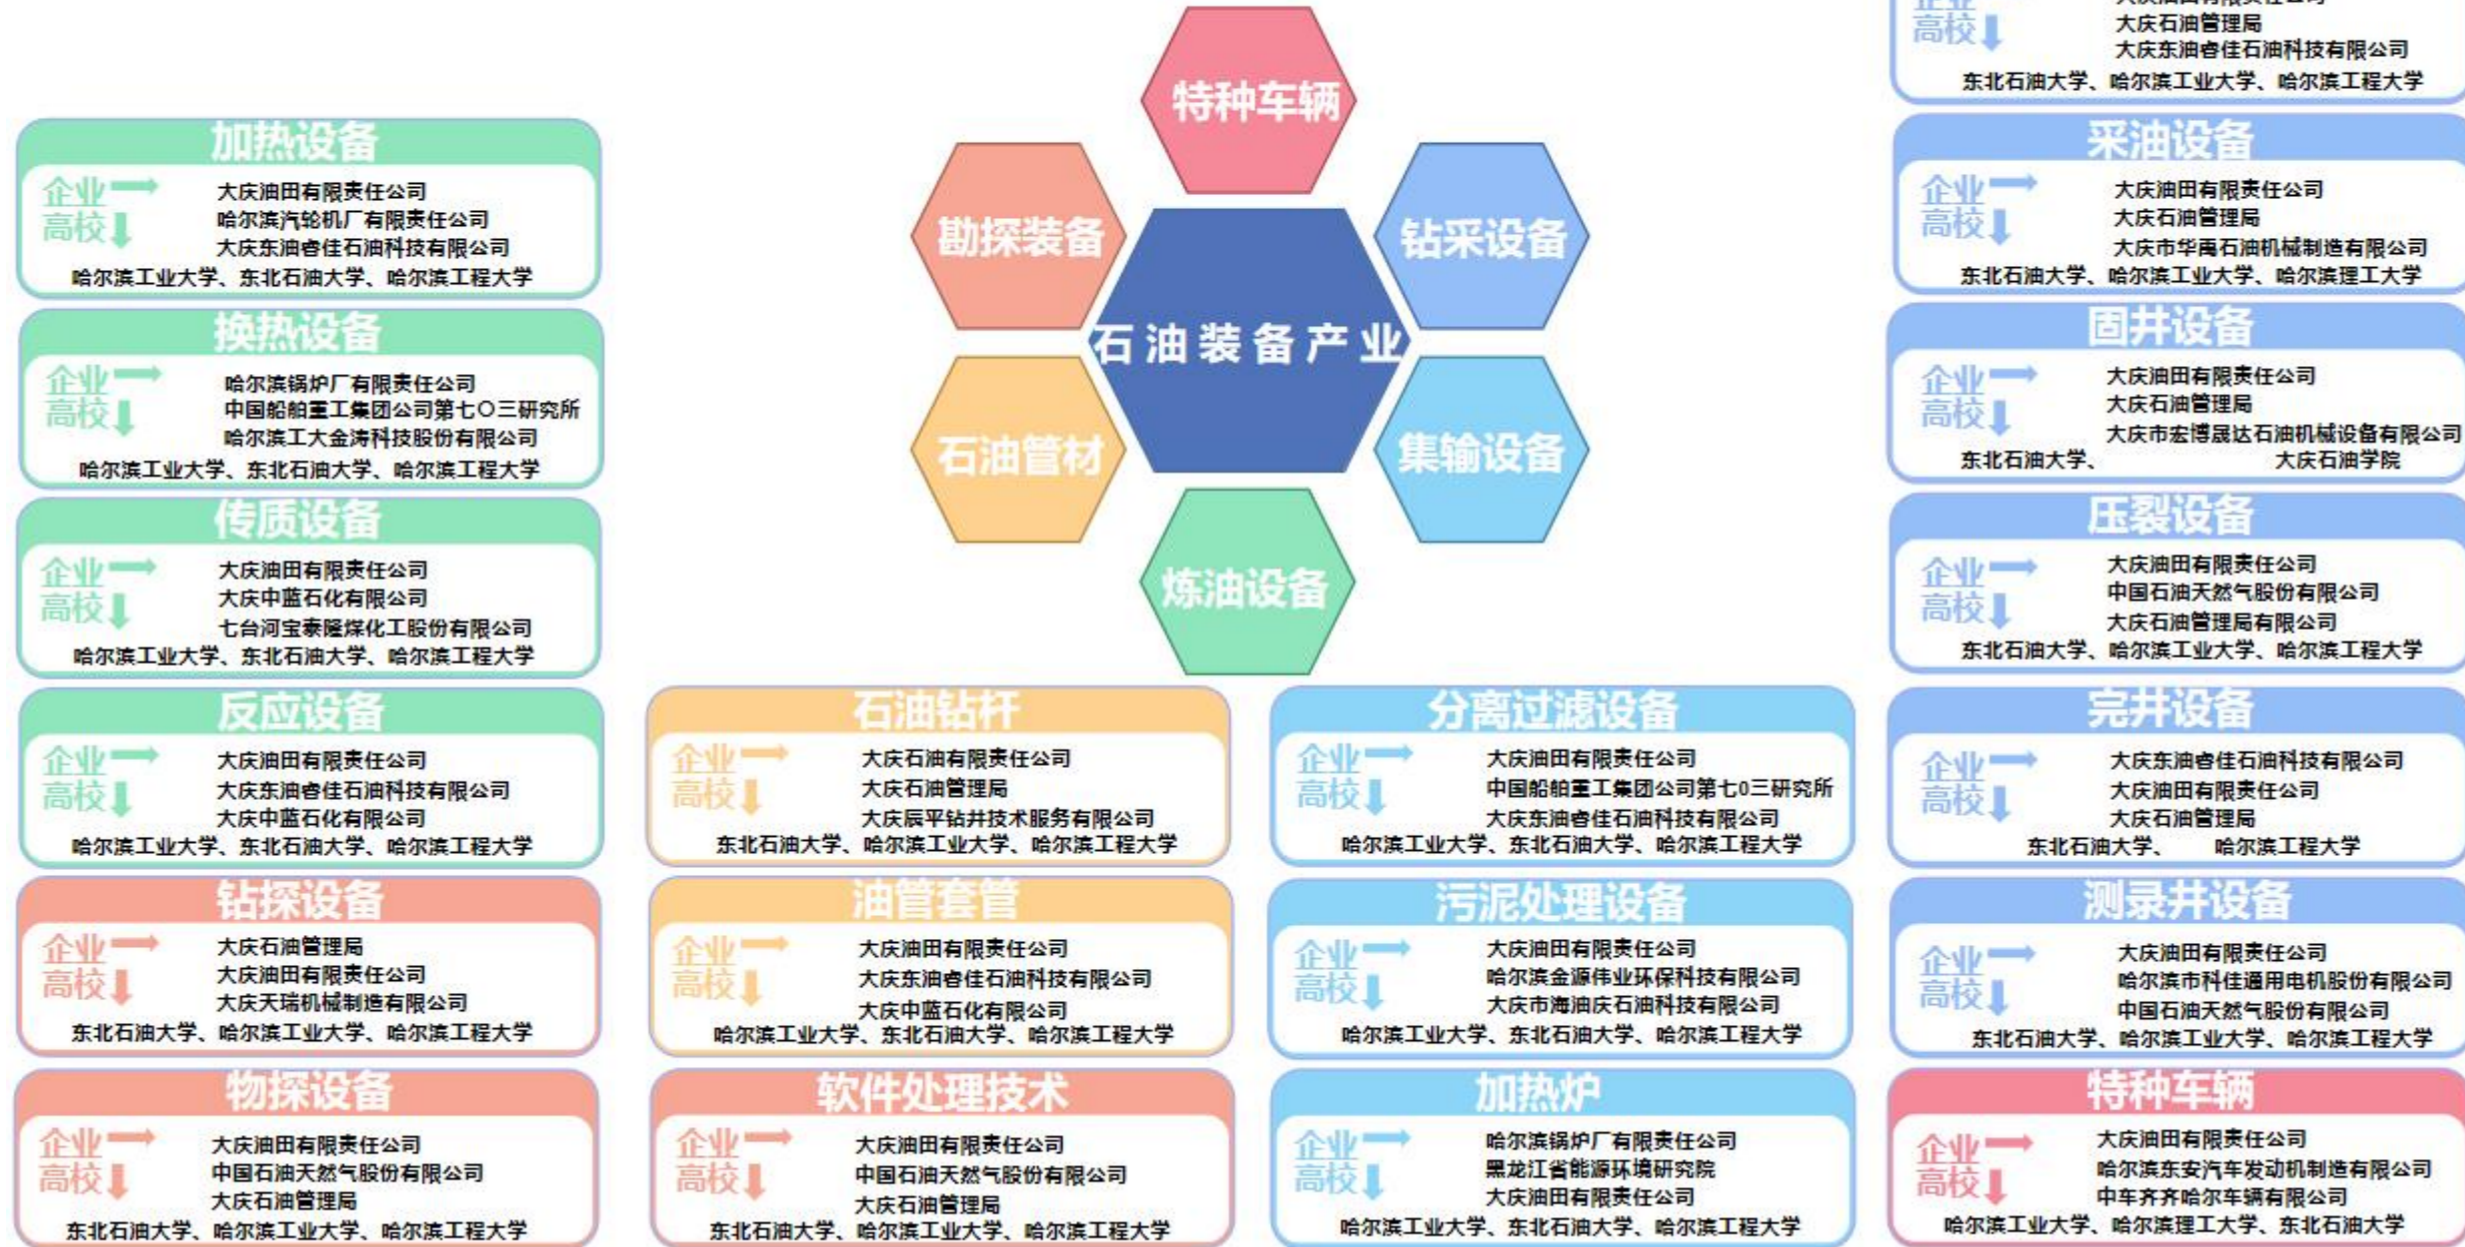 特种车辆
勘探装备
钻采设备
石油装备产业
石油管材
集输设备
炼油设备
加热设备
企业
高校
大庆油田有限责任公司
哈尔滨汽轮机厂有限责任公司
大庆东油睿佳石油科技有限公司
哈尔滨工业大学、东北石油大学、哈尔滨工程大学
换热设备
企业
高校
哈尔滨锅炉厂有限责任公司
中国船舶重工集团公司第七〇三研究所
哈尔滨工大金涛科技股份有限公司
哈尔滨工业大学、东北石油大学、哈尔滨工程大学
传质设备
企业
高校
大庆油田有限责任公司
大庆中蓝石化有限公司
七台河宝泰隆煤化工股份有限公司
哈尔滨工业大学、东北石油大学、哈尔滨工程大学
反应设备
企业
高校
大庆油田有限责任公司
大庆东油睿佳石油科技有限公司
大庆中蓝石化有限公司
哈尔滨工业大学、东北石油大学、哈尔滨工程大学
钻探设备
企业
高校
大庆石油管理局
大庆油田有限责任公司
大庆天瑞机械制造有限公司
东北石油大学、哈尔滨工业大学、哈尔滨工程大学
物探设备
企业
高校
大庆油田有限责任公司
中国石油天然气股份有限公司
大庆石油管理局
东北石油大学、哈尔滨工业大学、哈尔滨工程大学
石油钻杆
企业
高校
大庆石油有限责任公司
大庆石油管理局
大庆辰平钻井技术服务有限公司
东北石油大学、哈尔滨工业大学、哈尔滨工程大学
油管套管
企业
高校
大庆油田有限责任公司
大庆东油睿佳石油科技有限公司
大庆中蓝石化有限公司
哈尔滨工业大学、东北石油大学、哈尔滨工程大学
软件处理技术
企业
高校
大庆油田有限责任公司
中国石油天然气股份有限公司
大庆石油管理局
东北石油大学、哈尔滨工业大学、哈尔滨工程大学
分离过滤设备
企业
高校
大庆油田有限责任公司
中国船舶重工集团公司第七0三研究所
大庆东油睿佳石油科技有限公司
哈尔滨工业大学、东北石油大学、哈尔滨工程大学
污泥处理设备
企业
高校
大庆油田有限责任公司
哈尔滨金源伟业环保科技有限公司
大庆市海油庆石油科技有限公司
哈尔滨工业大学、东北石油大学、哈尔滨工程大学
加热炉
企业
高校
哈尔滨锅炉厂有限责任公司
黑龙江省能源环境研究院
大庆油田有限责任公司
哈尔滨工业大学、东北石油大学、哈尔滨工程大学
企业
高校
大庆油田有限责任公司
大庆石油管理局
大庆东油睿佳石油科技有限公司
东北石油大学、哈尔滨工业大学、哈尔滨工程大学
采油设备
企业
高校
大庆油田有限责任公司
大庆石油管理局
大庆市华禹石油机械制造有限公司
东北石油大学、哈尔滨工业大学、哈尔滨理工大学
固井设备
企业
高校
大庆油田有限责任公司
大庆石油管理局
大庆市宏博晟达石油机械设备有限公司
东北石油大学、 大庆石油学院
压裂设备
企业
高校
大庆油田有限责任公司
中国石油天然气股份有限公司
大庆石油管理局有限公司
东北石油大学、哈尔滨工业大学、哈尔滨工程大学
完井设备
企业
高校
大庆东油睿佳石油科技有限公司
大庆油田有限责任公司
大庆石油管理局
东北石油大学、 哈尔滨工程大学
测录井设备
企业
高校
大庆油田有限责任公司
哈尔滨市科佳通用电机股份有限公司
中国石油天然气股份有限公司
东北石油大学、哈尔滨工业大学、哈尔滨工程大学
特种车辆
企业
高校
大庆油田有限责任公司
哈尔滨东安汽车发动机制造有限公司
中车齐齐哈尔车辆有限公司
哈尔滨工业大学、哈尔滨理工大学、东北石油大学